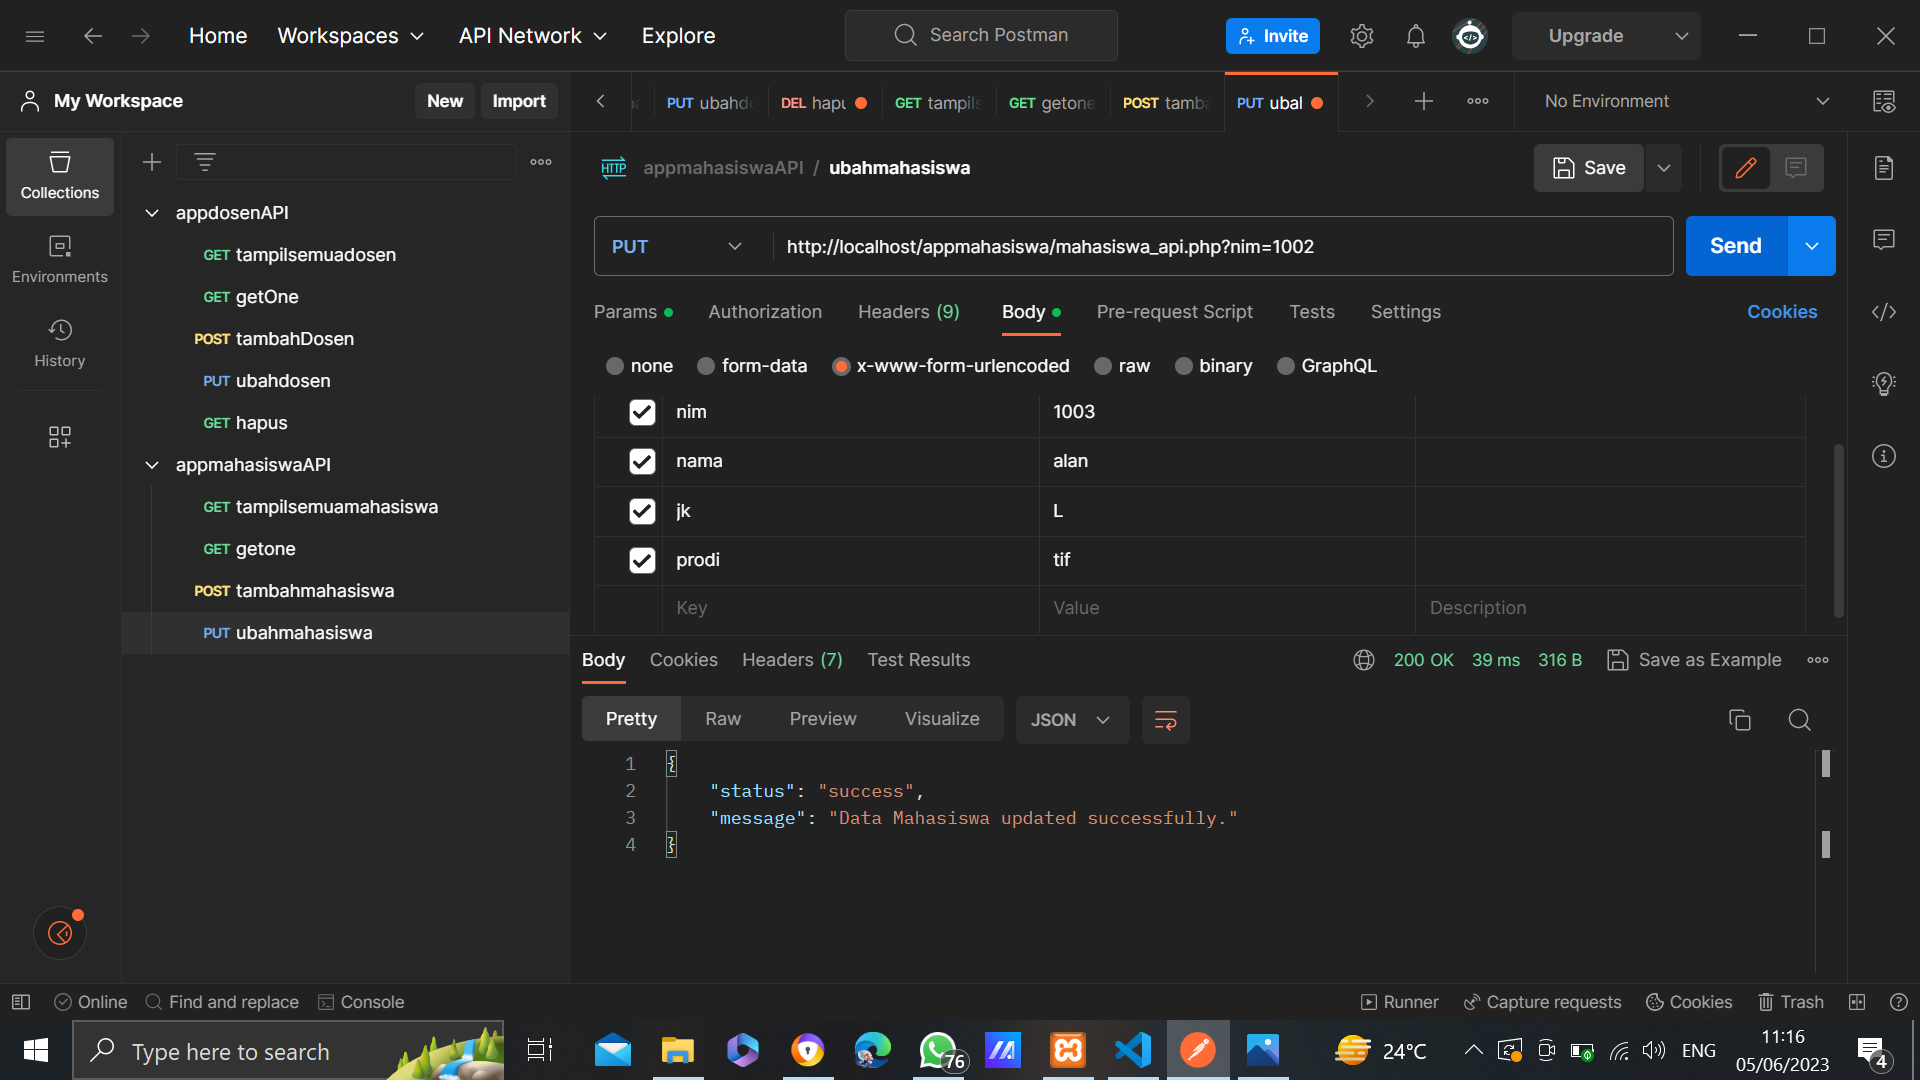 Home Workspaces API Network Explore Search Postman Invite Upgrade
My Workspace New Import PUT ubahdo DEL hapu GET tampils GET getone POST tamba PUT ubal No Environment
Collections
Environments
History
appdosenAPI
GET tampilsemuadosen
GET getOne
POST tambahDosen
PUT ubahdosen
GET hapus
appmahasiswaAPI
GET tampilsemuamahasiswa
GET getone
POST tambahmahasiswa
PUT ubahmahasiswa
HTTP appmahasiswaAPI / ubahmahasiswa Save
PUT http://localhost/appmahasiswa/mahasiswa_api.php?nim=1002 Send
Params Authorization Headers (9) Body Pre-request Script Tests Settings Cookies
none form-data x-www-form-urlencoded raw binary GraphQL
nim 1003
nama alan
jk L
prodi tif
Key Value Description
Body Cookies Headers (7) Test Results 200 OK 39 ms 316 B Save as Example
Pretty Raw Preview Visualize JSON
1 {
2 "status": "success",
3 "message": "Data Mahasiswa updated successfully."
4 }
Online Find and replace Console Runner Capture requests Cookies Trash
Type here to search 76 24°C ENG 11:16
05/06/2023 4